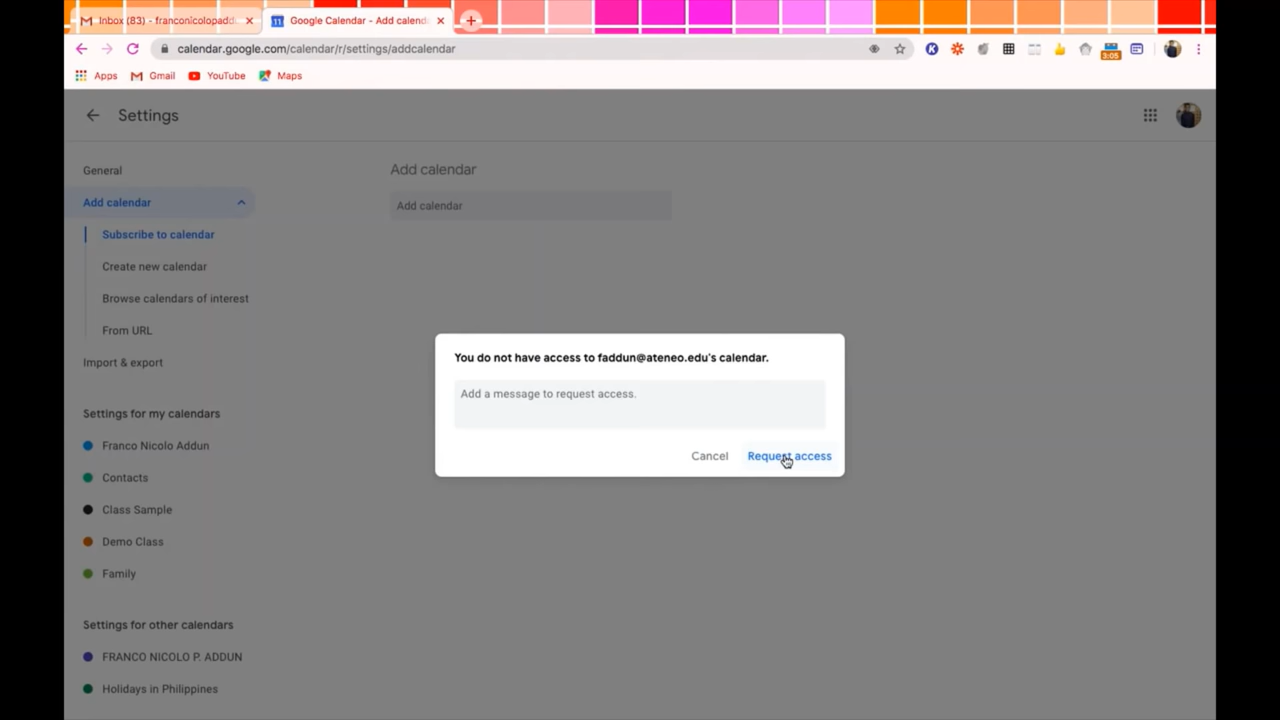 Inbox (83) - franconicolopadd
Google Calendar - Add calend
calendar.google.com/calendar/r/settings/addcalendar
3:05
Apps
Gmail
YouTube
Maps
Settings
General
Add calendar
Subscribe to calendar
Create new calendar
Browse calendars of interest
From URL
Import & export
Settings for my calendars
Franco Nicolo Addun
Contacts
Class Sample
Demo Class
Family
Settings for other calendars
FRANCO NICOLO P. ADDUN
Holidays in Philippines
Add calendar
Add calendar
You do not have access to faddun@ateneo.edu's calendar.
Add a message to request access.
Cancel
Request access